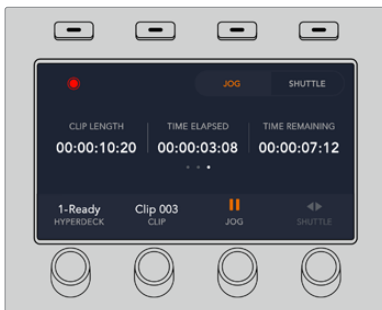 JOG SHUTTLE
CLIP LENGTH TIME ELAPSED TIME REMAINING
00:00:10:20 00:00:03:08 00:00:07:12
1-Ready Clip 003
HYPERDECK CLIP JOG SHUTTLE